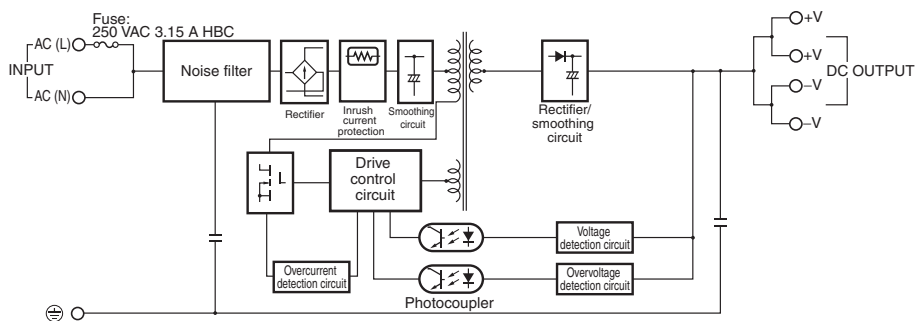 Fuse:
250 VAC 3.15 A HBC
AC (L)
INPUT
AC (N)
Noise filter
Rectifier
Inrush
current
protection
Smoothing
circuit
Rectifier/
smoothing
circuit
+V
+V
DC OUTPUT
–V
–V
Drive
control
circuit
Voltage
detection circuit
Overcurrent
detection circuit
Overvoltage
detection circuit
Photocoupler